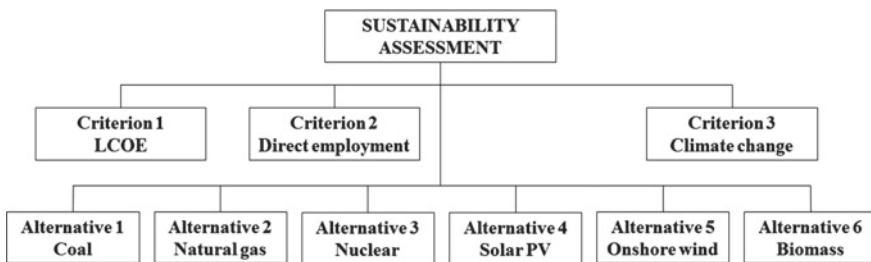 SUSTAINABILITY
ASSESSMENT
Criterion 1
LCOE
Criterion 2
Direct employment
Criterion 3
Climate change
Alternative 1
Coal
Alternative 2
Natural gas
Alternative 3
Nuclear
Alternative 4
Solar PV
Alternative 5
Onshore wind
Alternative 6
Biomass